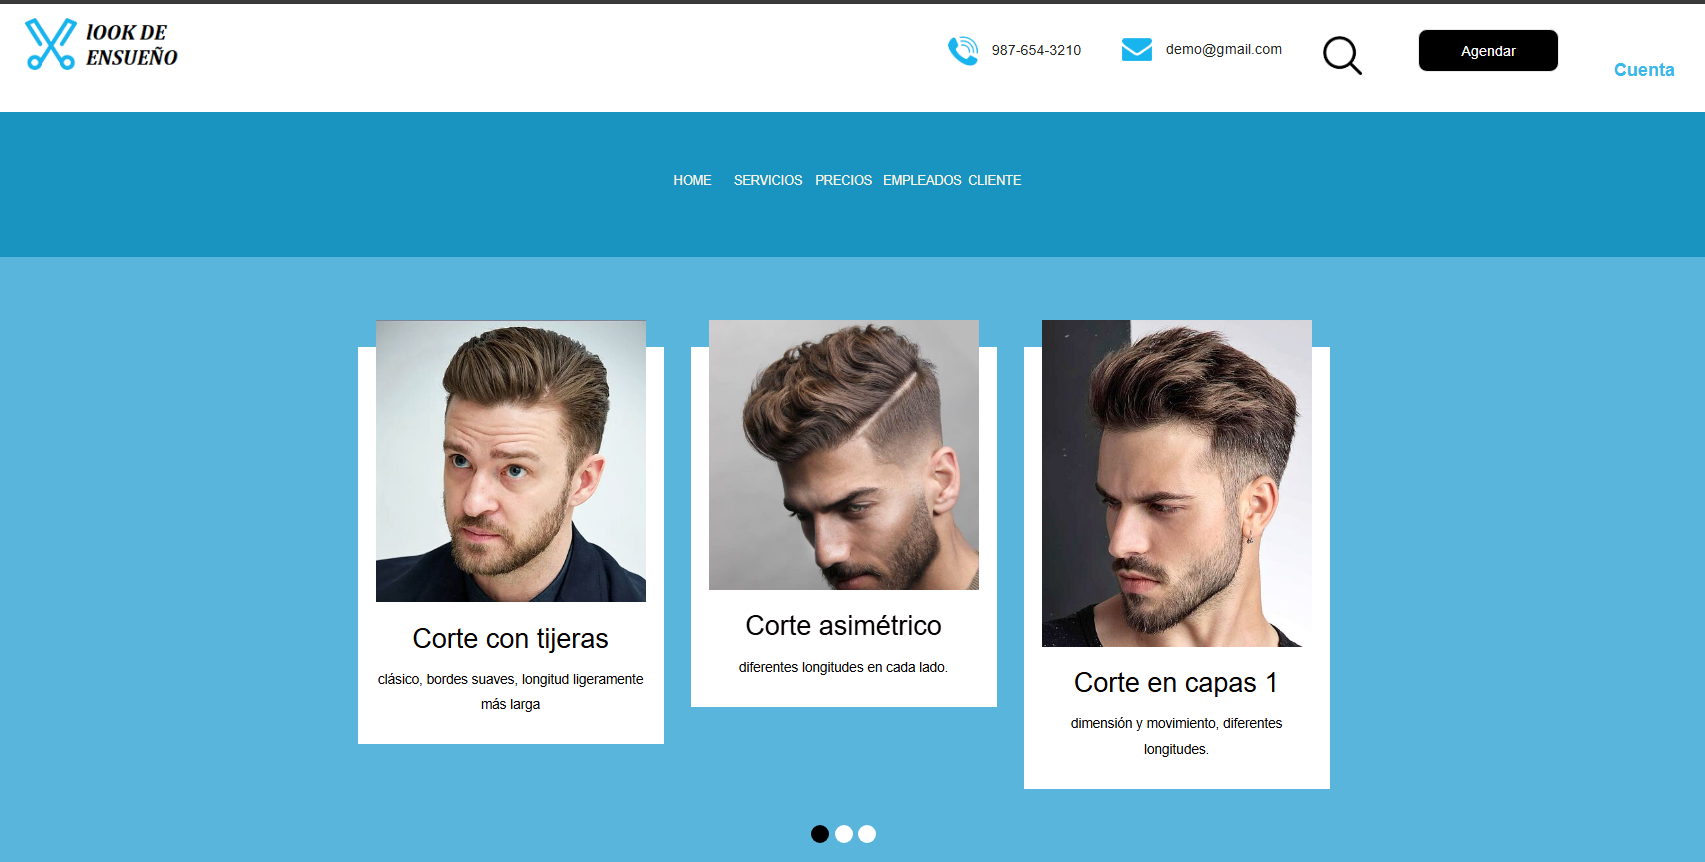 lOOK DE
ENSUEÑO
987-654-3210
demo@gmail.com
Agendar
Cuenta
HOME SERVICIOS PRECIOS EMPLEADOS CLIENTE
Corte con tijeras
clásico, bordes suaves, longitud ligeramente
más larga
Corte asimétrico
diferentes longitudes en cada lado.
Corte en capas 1
dimensión y movimiento, diferentes
longitudes.